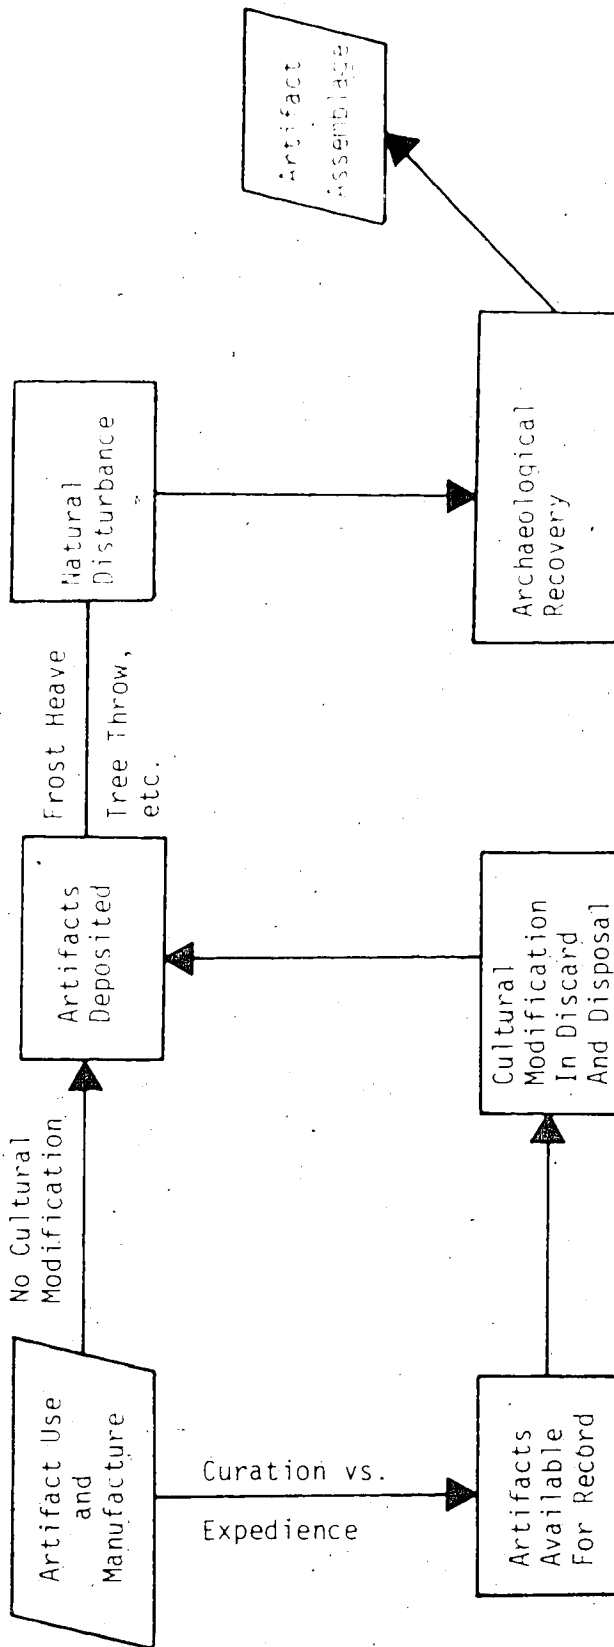 Artifact Use
and
Manufacture
No Cultural
Modification
Artifacts
Deposited
Frost Heave
Tree Throw,
etc.
Natural
Disturbance
Curation vs.
Expedience
Artifacts
Available
For Record
Cultural
Modification
In Discard
And Disposal
Archaeological
Recovery
Artifact
Assemblage